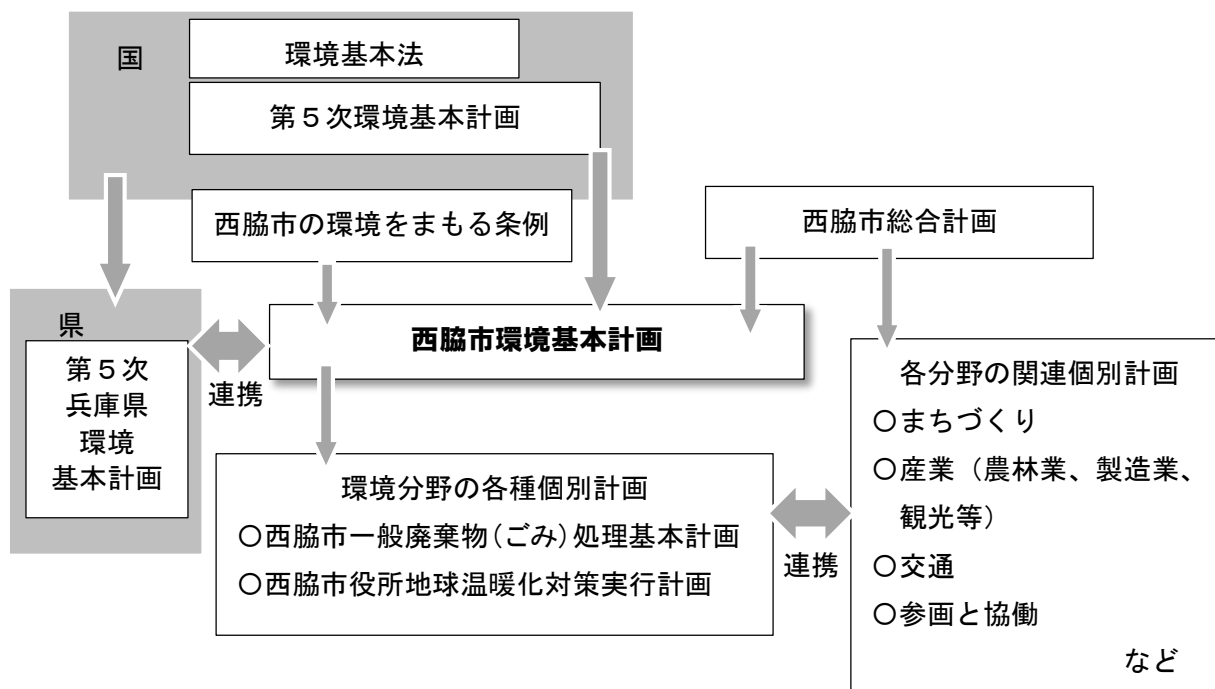 国
環境基本法
第５次環境基本計画
西脇市の環境をまもる条例
西脇市総合計画
県
第５次
兵庫県
環境
基本計画
連携
西脇市環境基本計画
環境分野の各種個別計画
○西脇市一般廃棄物（ごみ）処理基本計画
○西脇市役所地球温暖化対策実行計画
連携
各分野の関連個別計画
○まちづくり
○産業（農林業、製造業、
観光等）
○交通
○参画と協働
など